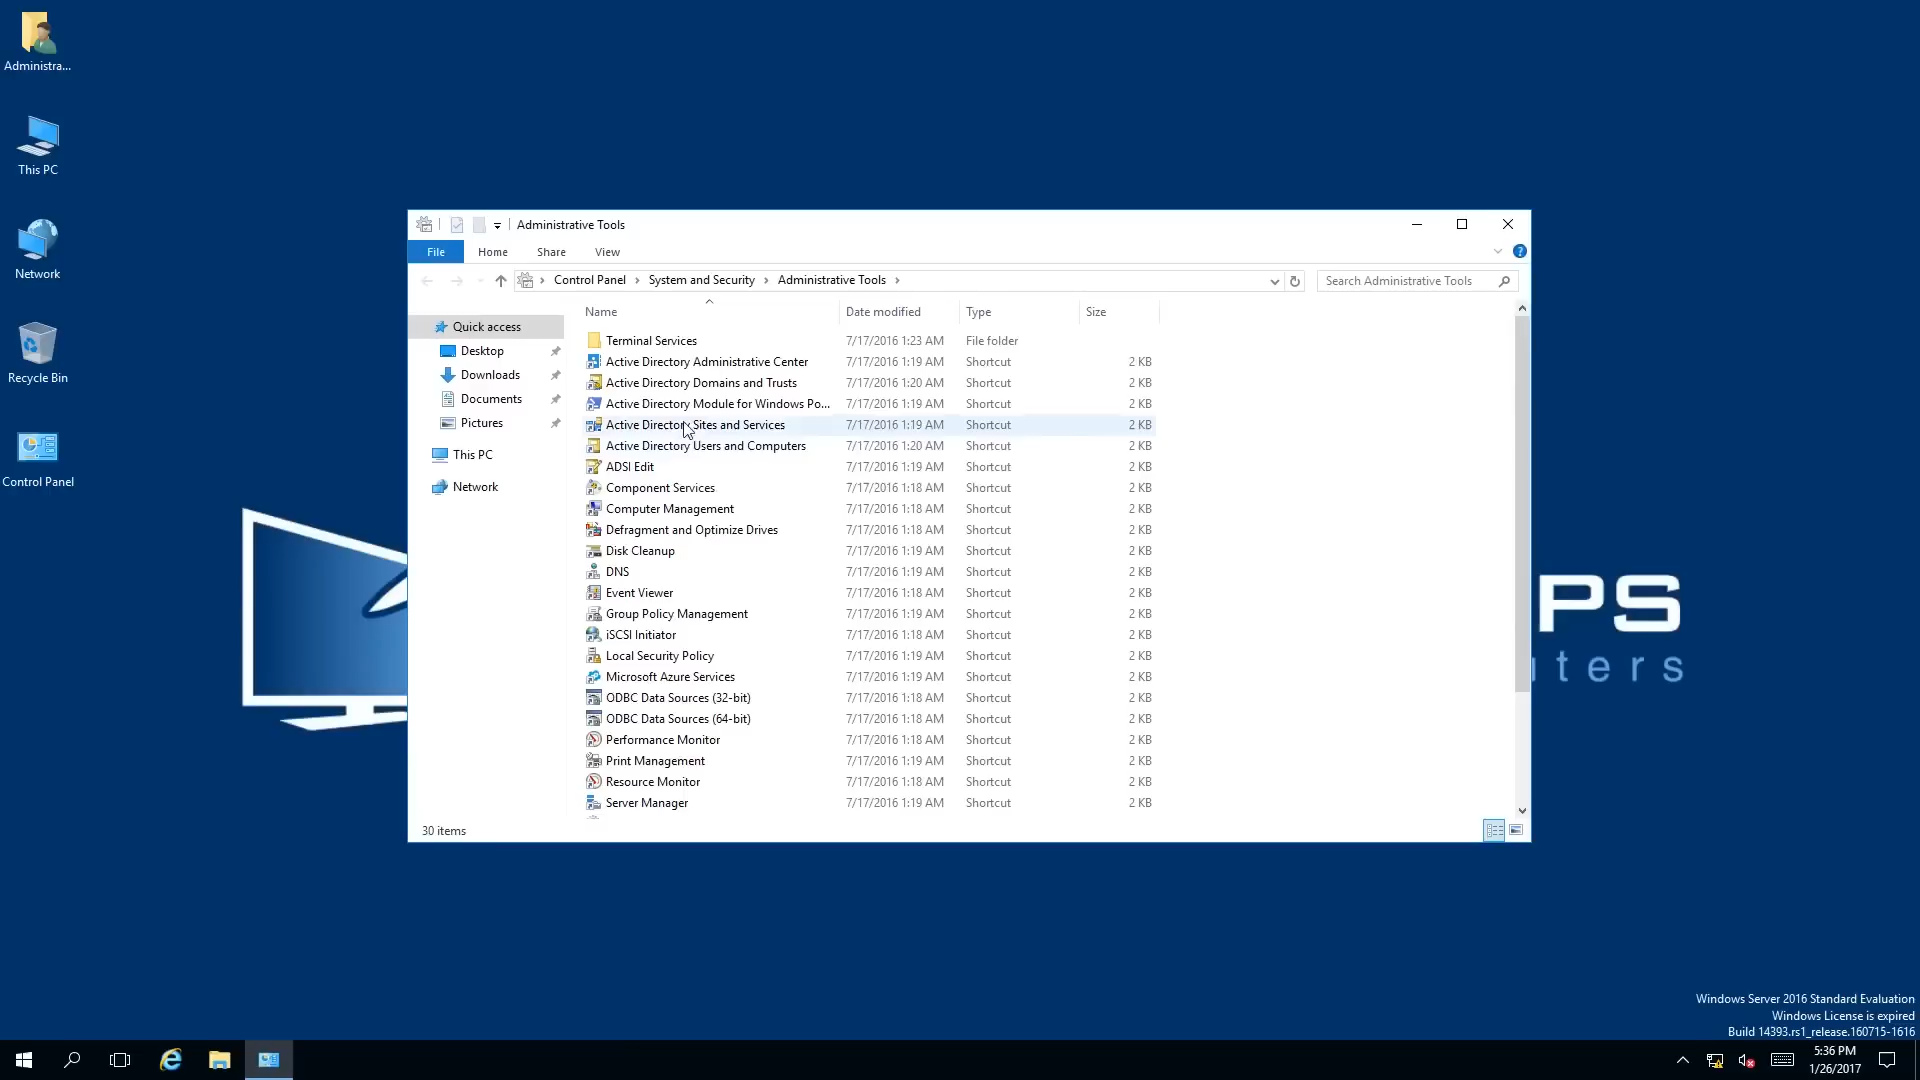 Administra...
This PC
Network
Recycle Bin
Control Panel
Administrative Tools
File Home Share View
Control Panel System and Security Administrative Tools Search Administrative Tools
Quick access
Desktop
Downloads
Documents
Pictures
This PC
Network
Name Date modified Type Size
Terminal Services 7/17/2016 1:23 AM File folder
Active Directory Administrative Center 7/17/2016 1:19 AM Shortcut 2 KB
Active Directory Domains and Trusts 7/17/2016 1:20 AM Shortcut 2 KB
Active Directory Module for Windows Po... 7/17/2016 1:19 AM Shortcut 2 KB
Active Directory Sites and Services 7/17/2016 1:19 AM Shortcut 2 KB
Active Directory Users and Computers 7/17/2016 1:20 AM Shortcut 2 KB
ADSI Edit 7/17/2016 1:19 AM Shortcut 2 KB
Component Services 7/17/2016 1:18 AM Shortcut 2 KB
Computer Management 7/17/2016 1:18 AM Shortcut 2 KB
Defragment and Optimize Drives 7/17/2016 1:18 AM Shortcut 2 KB
Disk Cleanup 7/17/2016 1:19 AM Shortcut 2 KB
DNS 7/17/2016 1:19 AM Shortcut 2 KB
Event Viewer 7/17/2016 1:18 AM Shortcut 2 KB
Group Policy Management 7/17/2016 1:19 AM Shortcut 2 KB
iSCSI Initiator 7/17/2016 1:18 AM Shortcut 2 KB
Local Security Policy 7/17/2016 1:19 AM Shortcut 2 KB
Microsoft Azure Services 7/17/2016 1:19 AM Shortcut 2 KB
ODBC Data Sources (32-bit) 7/17/2016 1:18 AM Shortcut 2 KB
ODBC Data Sources (64-bit) 7/17/2016 1:18 AM Shortcut 2 KB
Performance Monitor 7/17/2016 1:18 AM Shortcut 2 KB
Print Management 7/17/2016 1:19 AM Shortcut 2 KB
Resource Monitor 7/17/2016 1:18 AM Shortcut 2 KB
Server Manager 7/17/2016 1:19 AM Shortcut 2 KB
30 items
PS
ters
Windows Server 2016 Standard Evaluation
Windows License is expired
Build 14393.rs1_release.160715-1616
5:36 PM
1/26/2017